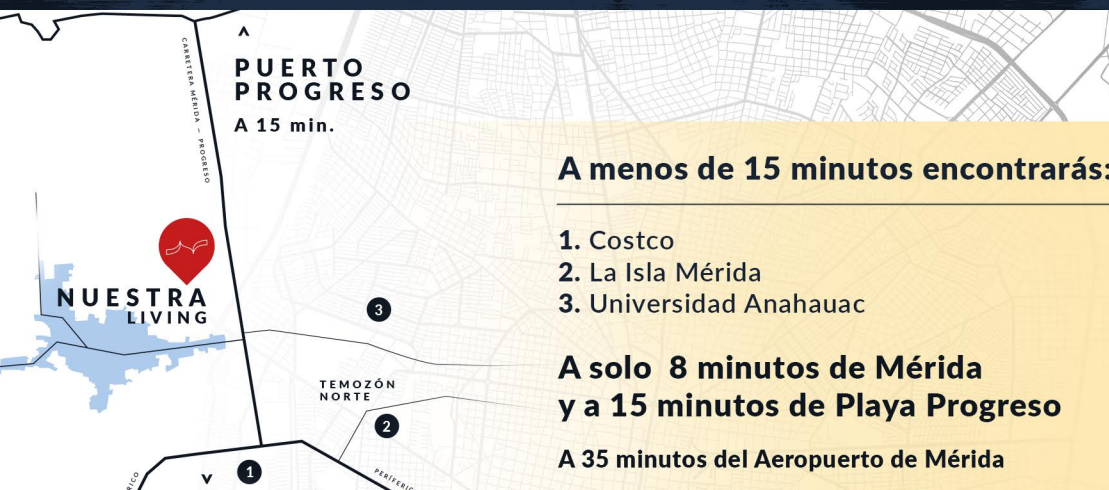 CARRETERA MÉRIDA – PROGRESO
PUERTO
PROGRESO
A 15 min.
A menos de 15 minutos encontrarás:
1. Costco
2. La Isla Mérida
3. Universidad Anahauac
NUESTRA
LIVING
3
A solo 8 minutos de Mérida
y a 15 minutos de Playa Progreso
TEMOZÓN
NORTE
2
A 35 minutos del Aeropuerto de Mérida
1